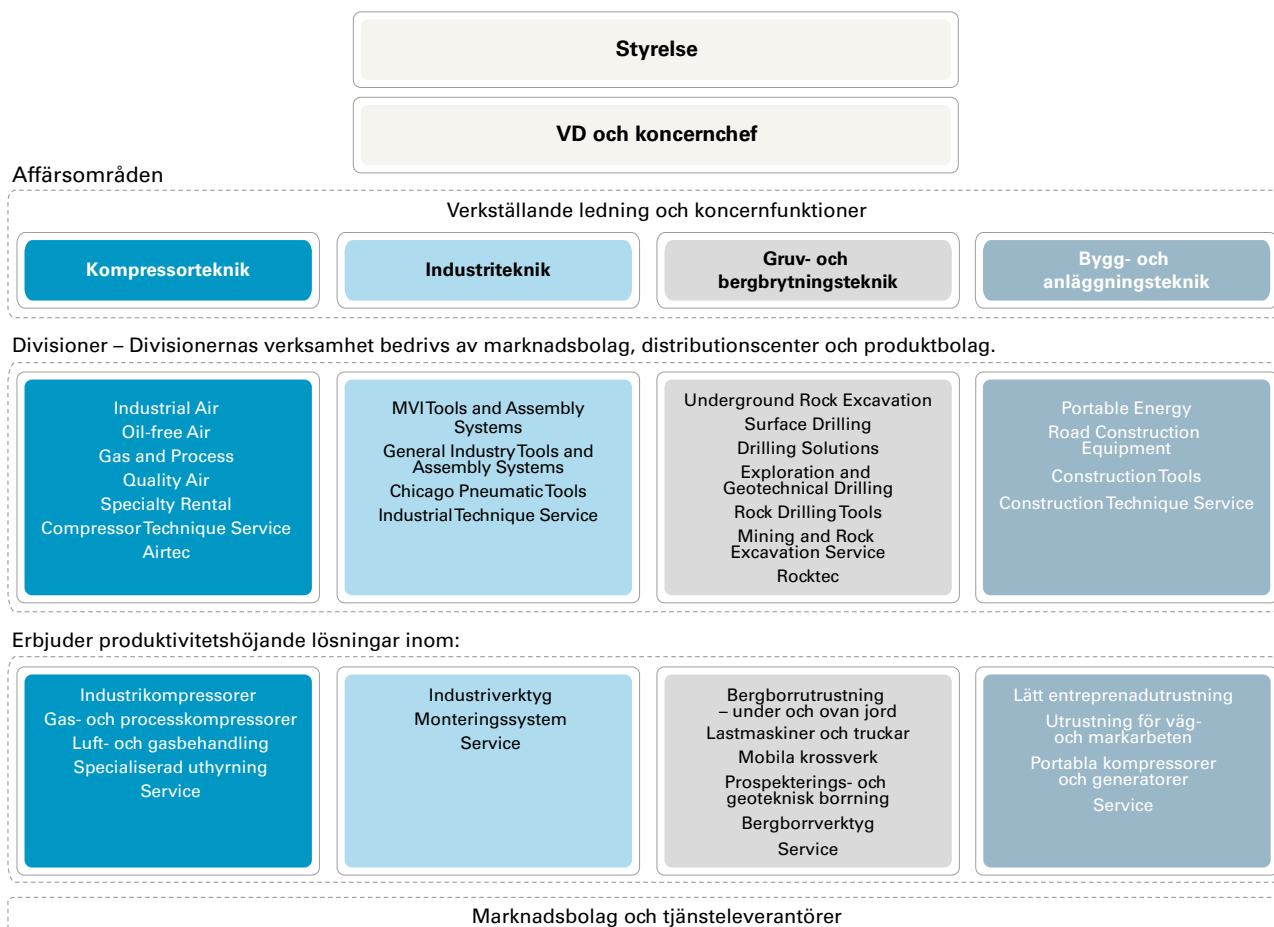 Styrelse
VD och koncernchef
Affärsområden
Verkställande ledning och koncernfunktioner
Kompressorteknik
Industriteknik
Gruv- och
bergbrytningsteknik
Bygg- och
anläggningsteknik
Divisioner – Divisionernas verksamhet bedrivs av marknadsbolag, distributionscenter och produktbolag.
Industrial Air
Oil-free Air
Gas and Process
Quality Air
Specialty Rental
Compressor Technique Service
Airtec
MVI Tools and Assembly
Systems
General Industry Tools and
Assembly Systems
Chicago Pneumatic Tools
Industrial Technique Service
Underground Rock Excavation
Surface Drilling
Drilling Solutions
Exploration and
Geotechnical Drilling
Rock Drilling Tools
Mining and Rock
Excavation Service
Rocktec
Portable Energy
Road Construction
Equipment
Construction Tools
Construction Technique Service
Erbjuder produktivitetshöjande lösningar inom:
Industrikompressorer
Gas- och processkompressorer
Luft- och gasbehandling
Specialiserad uthyrning
Service
Industriverktyg
Monteringssystem
Service
Bergborrutrustning
– under och ovan jord
Lastmaskiner och truckar
Mobila krossverk
Prospekterings- och
geoteknisk borrning
Bergborrverktyg
Service
Lätt entreprenadutrustning
Utrustning för väg-
och markarbeten
Portabla kompressorer
och generatorer
Service
Marknadsbolag och tjänsteleverantörer